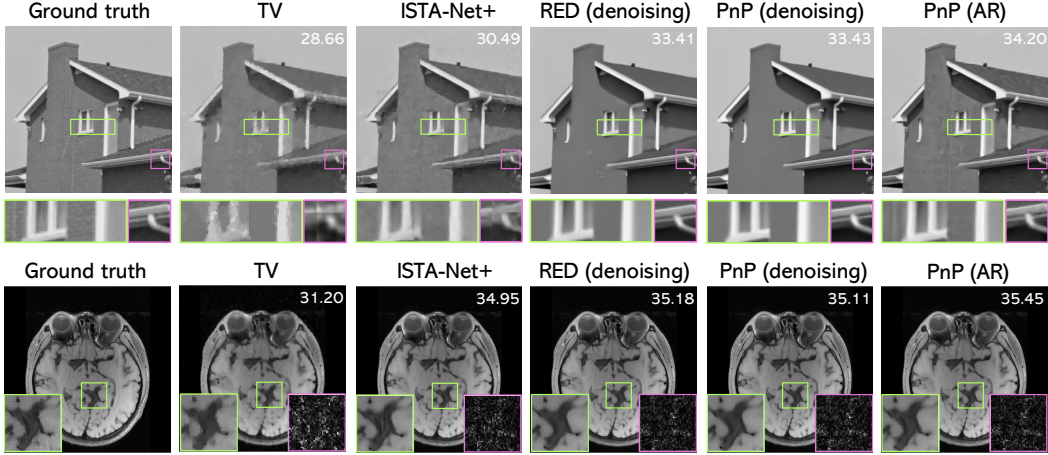 Ground truth TV ISTA-Net+ RED (denoising) PnP (denoising) PnP (AR)
28.66 30.49 33.41 33.43 34.20
Ground truth TV ISTA-Net+ RED (denoising) PnP (denoising) PnP (AR)
31.20 34.95 35.18 35.11 35.45